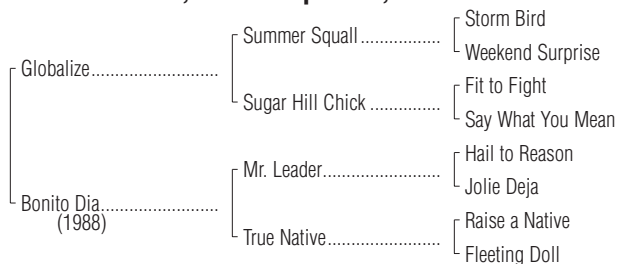 Storm Bird
Summer Squall................
Weekend Surprise
Globalize.........................
Fit to Fight
Sugar Hill Chick..............
Say What You Mean
Hail to Reason
Mr. Leader.......................
Jolie Deja
Bonito Dia.......................
(1988)
Raise a Native
True Native......................
Fleeting Doll